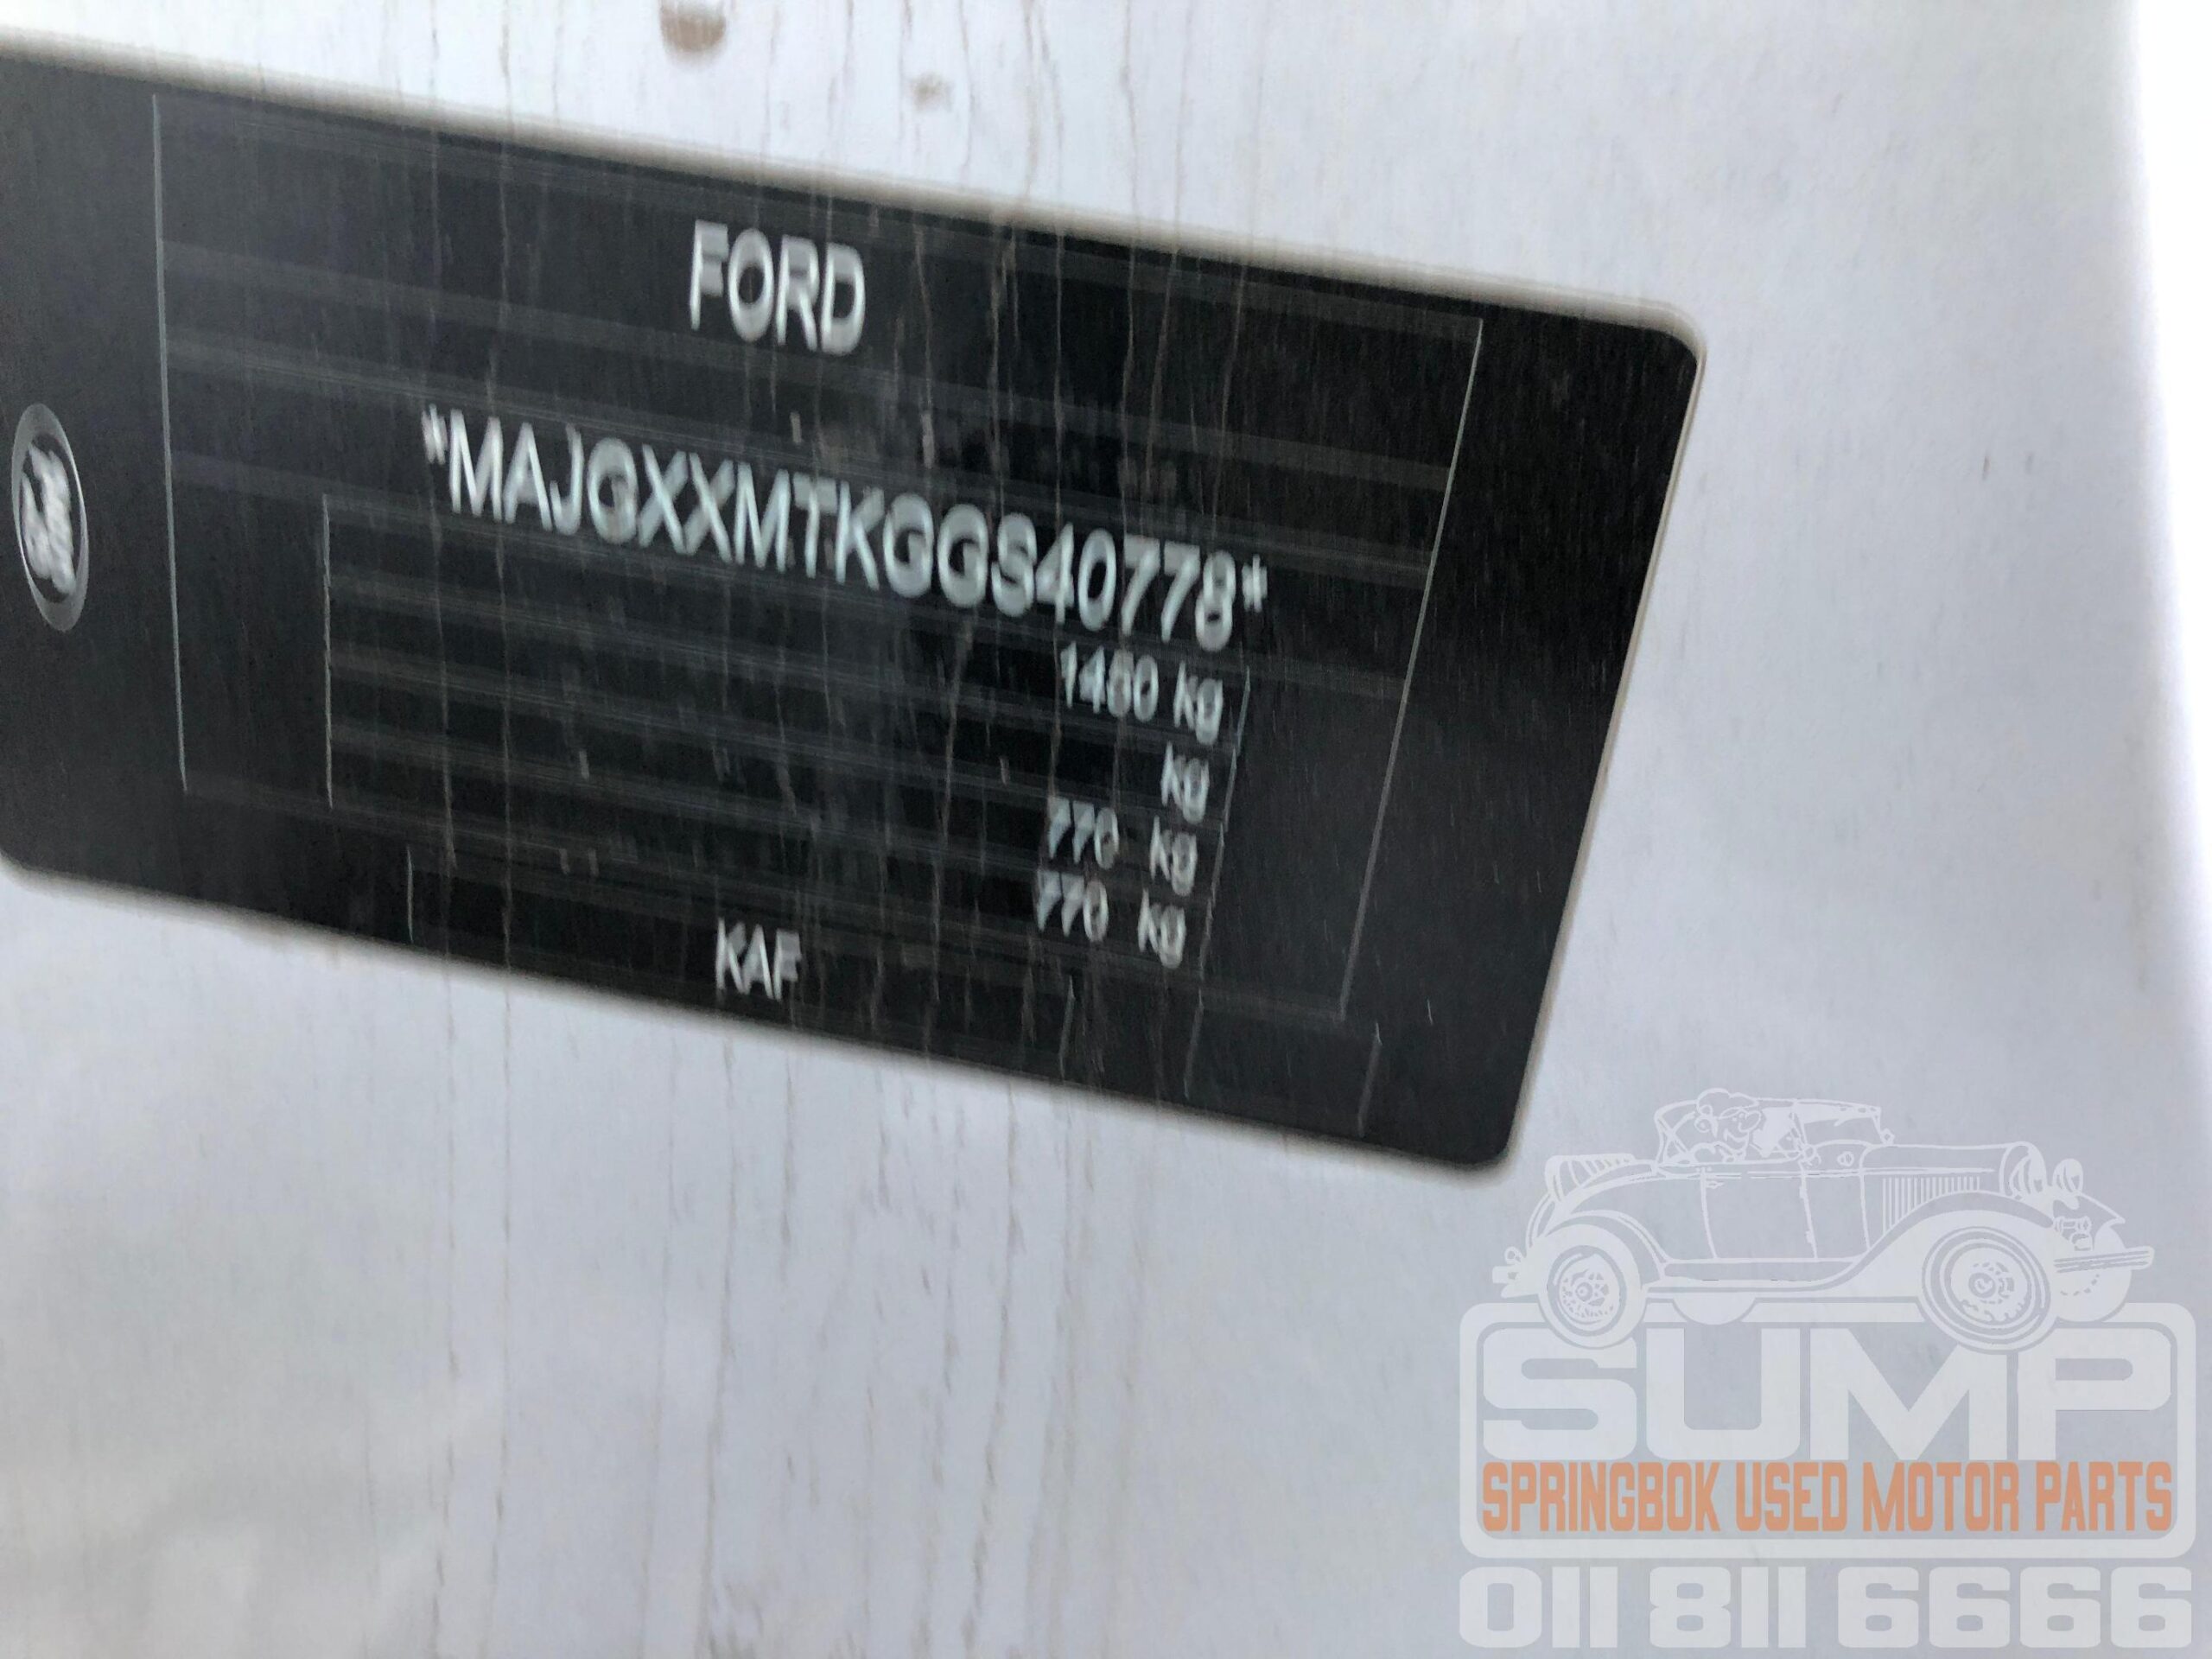 FORD
*MAJGXXMTKGGS40778*
1480 kg
kg
770 kg
770 kg
KAF
SUMP
SPRINGBOK USED MOTOR PARTS
011 811 6666